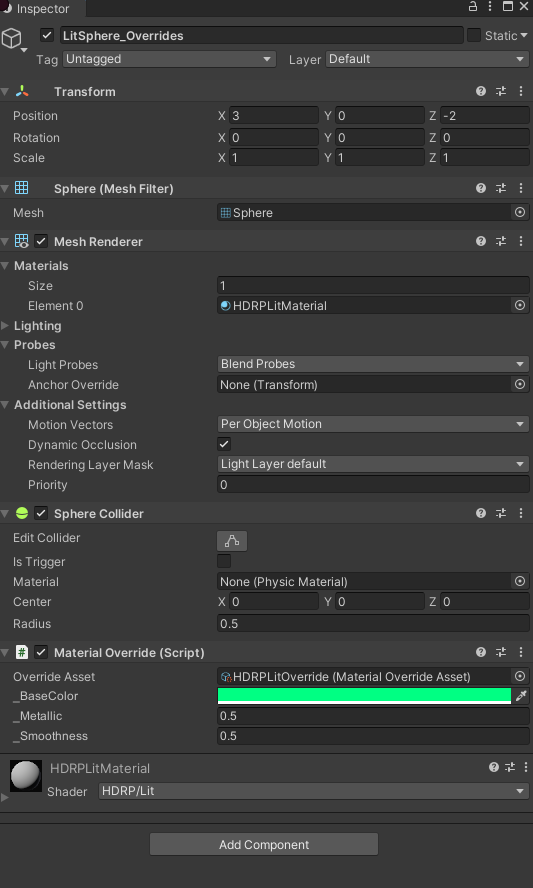 Inspector
LitSphere_Overrides Static
Tag Untagged Layer Default
Transform
Position X 3 Y 0 Z -2
Rotation X 0 Y 0 Z 0
Scale X 1 Y 1 Z 1
Sphere (Mesh Filter)
Mesh Sphere
Mesh Renderer
Materials
Size 1
Element 0 HDRPLitMaterial
Lighting
Probes
Light Probes Blend Probes
Anchor Override None (Transform)
Additional Settings
Motion Vectors Per Object Motion
Dynamic Occlusion
Rendering Layer Mask Light Layer default
Priority 0
Sphere Collider
Edit Collider
Is Trigger
Material None (Physic Material)
Center X 0 Y 0 Z 0
Radius 0.5
# Material Override (Script)
Override Asset HDRPLitOverride (Material Override Asset)
_BaseColor
_Metallic 0.5
_Smoothness 0.5
HDRPLitMaterial
Shader HDRP/Lit
Add Component